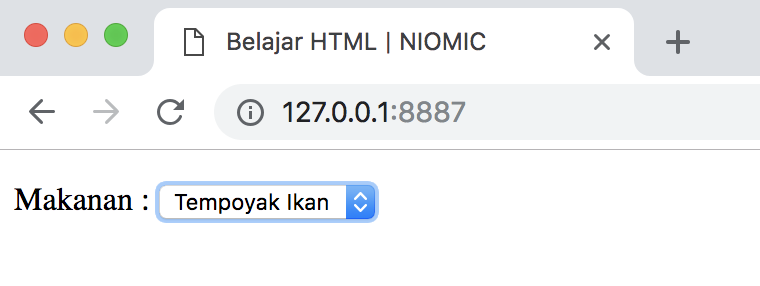 Belajar HTML | NIOMIC
127.0.0.1:8887
Makanan : Tempoyak Ikan